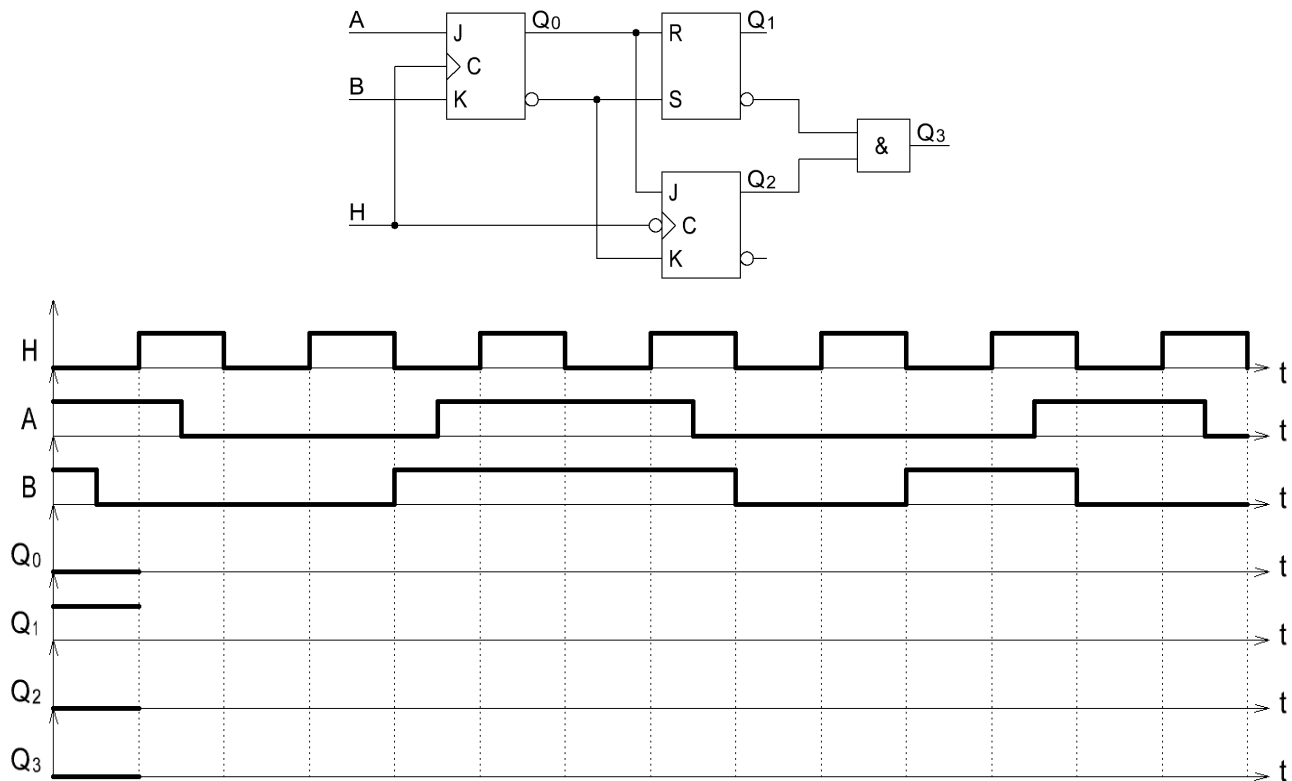 A J Q0 R Q1
C
B K S
& Q3
J Q2
H C
K
H t
A t
B t
Q0 t
Q1 t
Q2 t
Q3 t